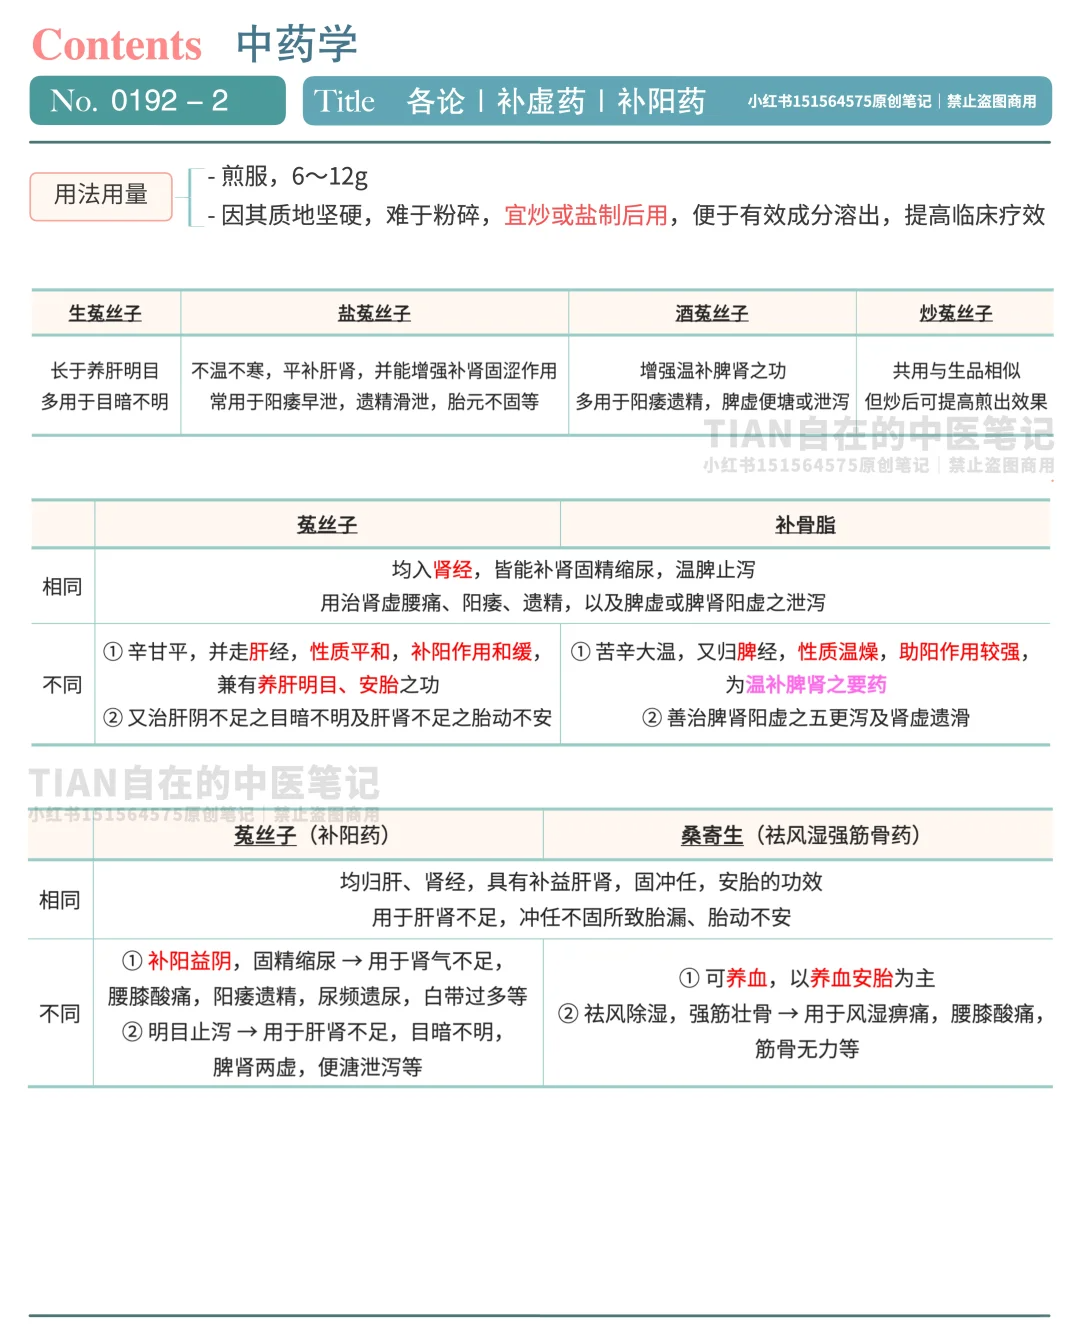 Contents 中药学
No. 0192 – 2
Title 各论丨补虚药丨补阳药 小红书151564575原创笔记｜禁止盗图商用
用法用量
- 煎服，6～12g
- 因其质地坚硬，难于粉碎，宜炒或盐制后用，便于有效成分溶出，提高临床疗效
生菟丝子 盐菟丝子 酒菟丝子 炒菟丝子
长于养肝明目 不温不寒，平补肝肾，并能增强补肾固涩作用 增强温补脾肾之功 共用与生品相似
多用于目暗不明 常用于阳痿早泄，遗精滑泄，胎元不固等 多用于阳痿遗精，脾虚便塘或泄泻 但炒后可提高煎出效果
TIAN自在的中医笔记
小红书151564575原创笔记｜禁止盗图商用
菟丝子 补骨脂
相同
均入肾经，皆能补肾固精缩尿，温脾止泻
用治肾虚腰痛、阳痿、遗精，以及脾虚或脾肾阳虚之泄泻
不同
① 辛甘平，并走肝经，性质平和，补阳作用和缓，
兼有养肝明目、安胎之功
② 又治肝阴不足之目暗不明及肝肾不足之胎动不安
① 苦辛大温，又归脾经，性质温燥，助阳作用较强，
为温补脾肾之要药
② 善治脾肾阳虚之五更泻及肾虚遗滑
TIAN自在的中医笔记
小红书151564575原创笔记｜禁止盗图商用
菟丝子（补阳药） 桑寄生（祛风湿强筋骨药）
相同
均归肝、肾经，具有补益肝肾，固冲任，安胎的功效
用于肝肾不足，冲任不固所致胎漏、胎动不安
不同
① 补阳益阴，固精缩尿 → 用于肾气不足，
腰膝酸痛，阳痿遗精，尿频遗尿，白带过多等
② 明目止泻 → 用于肝肾不足，目暗不明，
脾肾两虚，便溏泄泻等
① 可养血，以养血安胎为主
② 祛风除湿，强筋壮骨 → 用于风湿痹痛，腰膝酸痛，
筋骨无力等